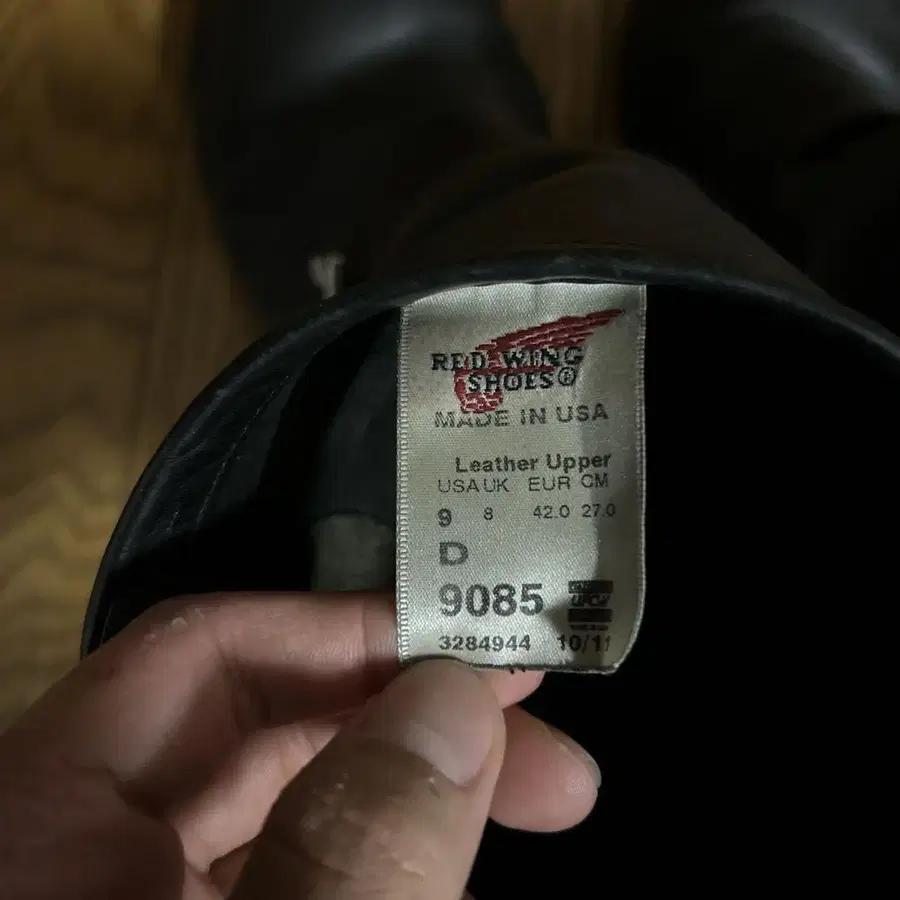 RED WING
SHOES®
MADE IN USA
Leather Upper
USA UK EUR CM
9 8 42.0 27.0
D
9085
UFCW
3284944 10/11